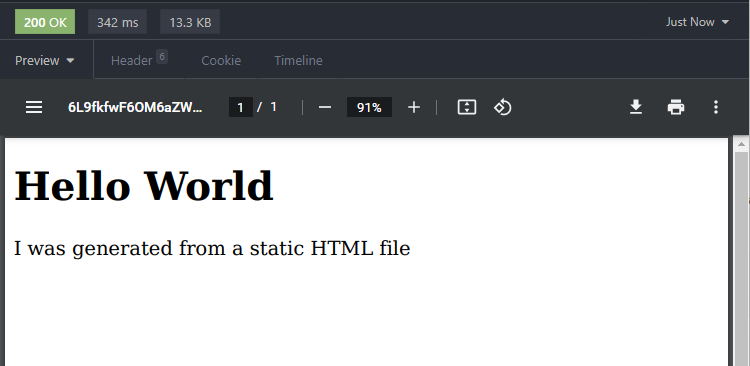 200 OK 342 ms 13.3 KB Just Now
Preview Header 6 Cookie Timeline
6L9fkfwF6OM6aZW... 1 / 1 91%
Hello World
I was generated from a static HTML file